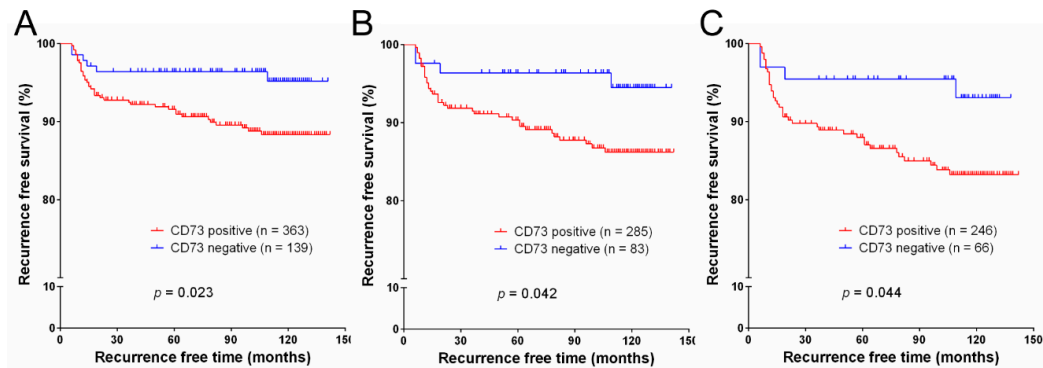 A
Recurrence free survival (%)
100
90
80
10
0
CD73 positive (n = 363)
CD73 negative (n = 139)
p = 0.023
0 30 60 90 120 150
Recurrence free time (months)
B
Recurrence free survival (%)
100
90
80
10
0
CD73 positive (n = 285)
CD73 negative (n = 83)
p = 0.042
0 30 60 90 120 150
Recurrence free time (months)
C
Recurrence free survival (%)
100
90
80
10
0
CD73 positive (n = 246)
CD73 negative (n = 66)
p = 0.044
0 30 60 90 120 150
Recurrence free time (months)